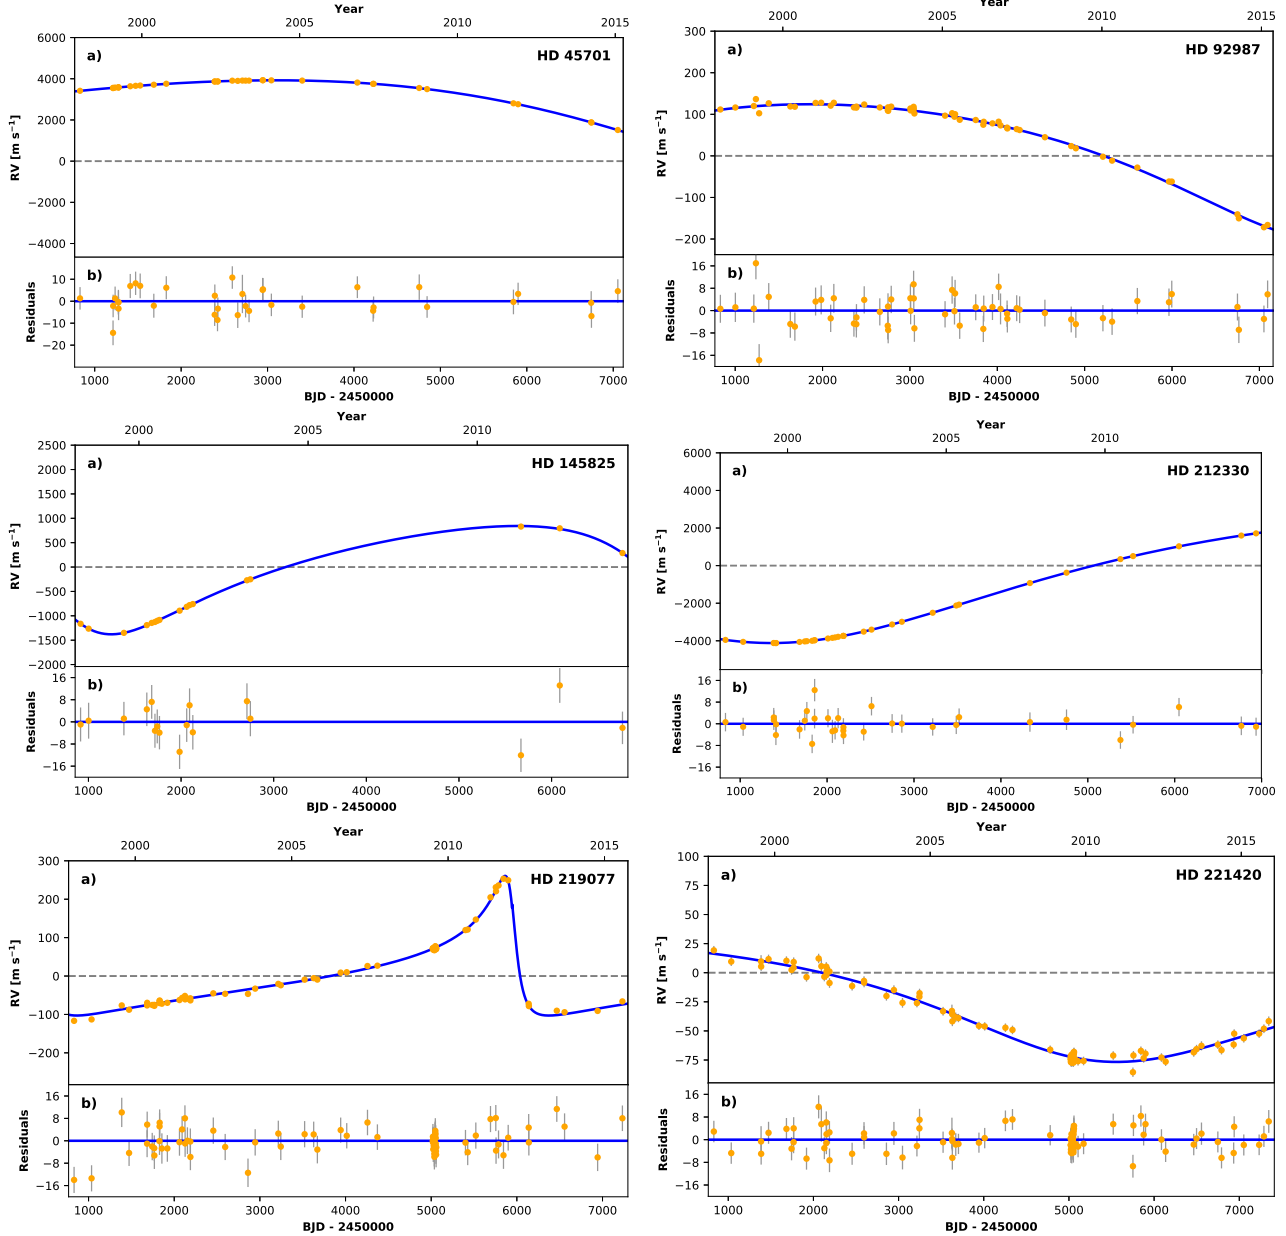 Year
2000 2005 2010 2015
6000
a) HD 45701
4000
2000
0
−2000
−4000
RV [m s⁻¹]
b)
10
0
−10
−20
Residuals
1000 2000 3000 4000 5000 6000 7000
BJD - 2450000
Year
2000 2005 2010 2015
300
a) HD 92987
200
100
0
−100
−200
RV [m s⁻¹]
16
b)
8
0
−8
−16
Residuals
1000 2000 3000 4000 5000 6000 7000
BJD - 2450000
Year
2000 2005 2010
2500
a) HD 145825
2000
1500
1000
500
0
−500
−1000
−1500
−2000
RV [m s⁻¹]
16
b)
8
0
−8
−16
Residuals
1000 2000 3000 4000 5000 6000
BJD - 2450000
Year
2000 2005 2010
6000
a) HD 212330
4000
2000
0
−2000
−4000
RV [m s⁻¹]
16
b)
8
0
−8
−16
Residuals
1000 2000 3000 4000 5000 6000 7000
BJD - 2450000
Year
2000 2005 2010 2015
300
a) HD 219077
200
100
0
−100
−200
RV [m s⁻¹]
16
b)
8
0
−8
−16
Residuals
1000 2000 3000 4000 5000 6000 7000
BJD - 2450000
Year
2000 2005 2010 2015
100
a) HD 221420
75
50
25
0
−25
−50
−75
RV [m s⁻¹]
16
b)
8
0
−8
−16
Residuals
1000 2000 3000 4000 5000 6000 7000
BJD - 2450000